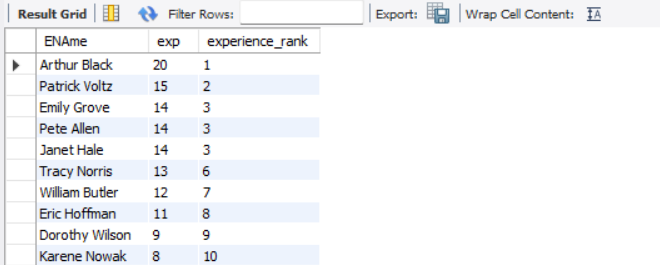 Result Grid Filter Rows: Export: Wrap Cell Content: IA
EName exp experience_rank
Arthur Black 20 1
Patrick Voltz 15 2
Emily Grove 14 3
Pete Allen 14 3
Janet Hale 14 3
Tracy Norris 13 6
William Butler 12 7
Eric Hoffman 11 8
Dorothy Wilson 9 9
Karene Nowak 8 10